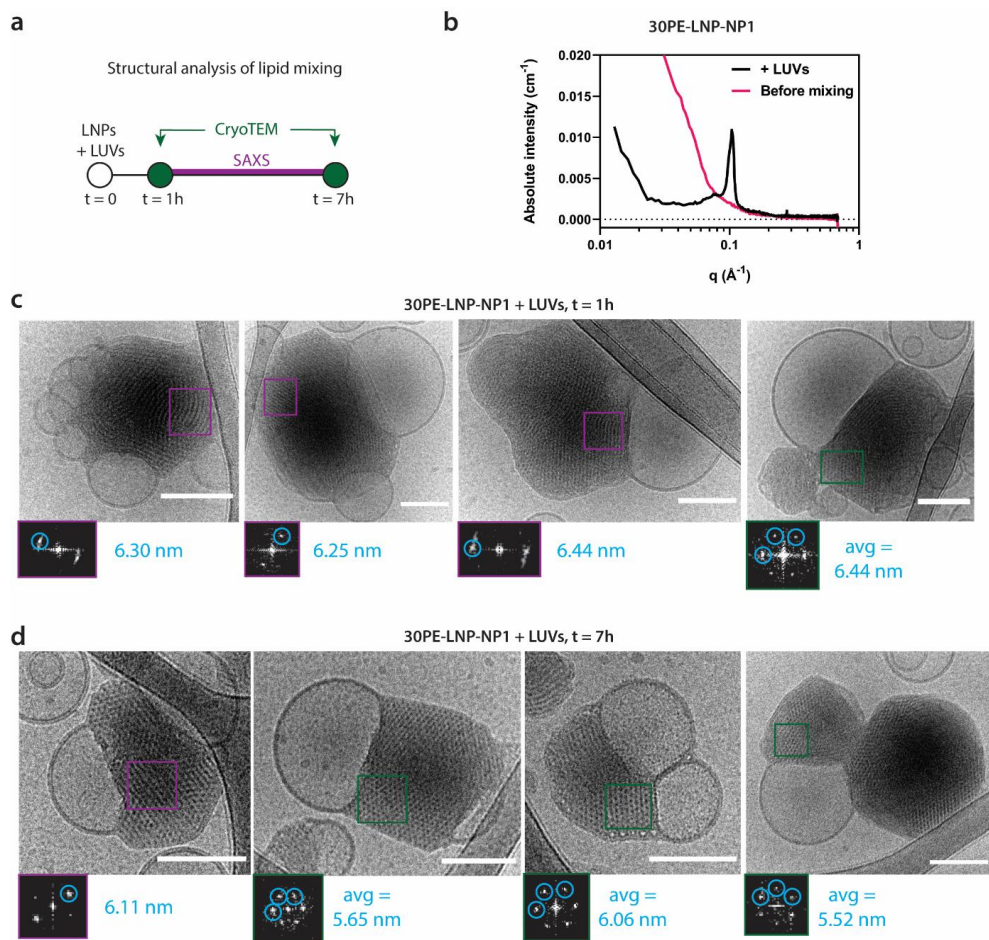 a
Structural analysis of lipid mixing
LNPs
+ LUVs
CryoTEM
SAXS
t = 0
t = 1h
t = 7h
b
30PE-LNP-NP1
Absolute intensity (cm⁻¹)
0.020
0.015
0.010
0.005
0.000
+ LUVs
Before mixing
0.01
0.1
1
q (Å⁻¹)
c
30PE-LNP-NP1 + LUVs, t = 1h
6.30 nm
6.25 nm
6.44 nm
avg =
6.44 nm
d
30PE-LNP-NP1 + LUVs, t = 7h
6.11 nm
avg =
5.65 nm
avg =
6.06 nm
avg =
5.52 nm